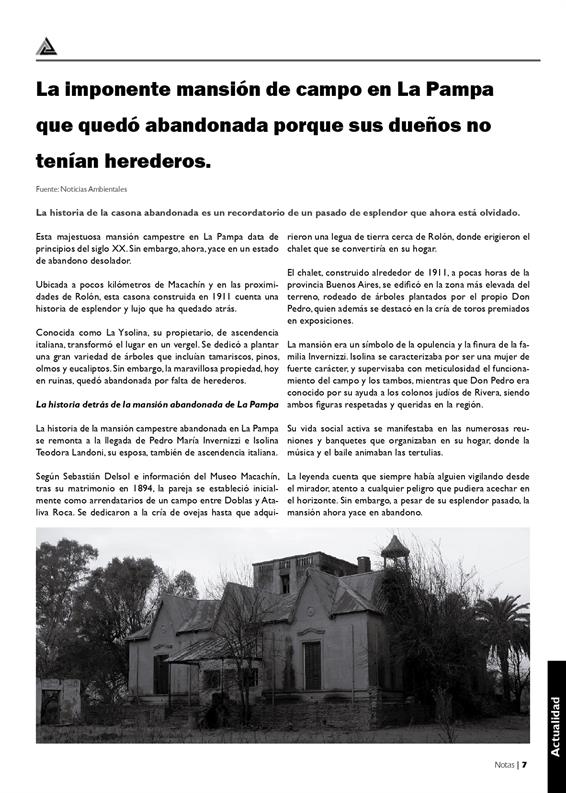 La imponente mansión de campo en La Pampa
que quedó abandonada porque sus dueños no
tenían herederos.
Fuente: Noticias Ambientales
La historia de la casona abandonada es un recordatorio de un pasado de esplendor que ahora está olvidado.
Esta majestuosa mansión campestre en La Pampa data de
principios del siglo XX. Sin embargo, ahora, yace en un estado
de abandono desolador.
Ubicada a pocos kilómetros de Macachín y en las proximi-
dades de Rolón, esta casona construida en 1911 cuenta una
historia de esplendor y lujo que ha quedado atrás.
Conocida como La Ysolina, su propietario, de ascendencia
italiana, transformó el lugar en un vergel. Se dedicó a plantar
una gran variedad de árboles que incluían tamariscos, pinos,
olmos y eucaliptos. Sin embargo, la maravillosa propiedad, hoy
en ruinas, quedó abandonada por falta de herederos.
La historia detrás de la mansión abandonada de La Pampa
La historia de la mansión campestre abandonada en La Pampa
se remonta a la llegada de Pedro María Invernizzi e Isolina
Teodora Landoni, su esposa, también de ascendencia italiana.
Según Sebastián Delsol e información del Museo Macachín,
tras su matrimonio en 1894, la pareja se estableció inicial-
mente como arrendatarios de un campo entre Doblas y Ata-
liva Roca. Se dedicaron a la cría de ovejas hasta que adqui-
rieron una legua de tierra cerca de Rolón, donde erigieron el
chalet que se convertiría en su hogar.
El chalet, construido alrededor de 1911, a pocas horas de la
provincia Buenos Aires, se edificó en la zona más elevada del
terreno, rodeado de árboles plantados por el propio Don
Pedro, quien además se destacó en la cría de toros premiados
en exposiciones.
La mansión era un símbolo de la opulencia y la finura de la fa-
milia Invernizzi. Isolina se caracterizaba por ser una mujer de
fuerte carácter, y supervisaba con meticulosidad el funciona-
miento del campo y los tambos, mientras que Don Pedro era
conocido por su ayuda a los colonos judíos de Rivera, siendo
ambos figuras respetadas y queridas en la región.
Su vida social activa se manifestaba en las numerosas reu-
niones y banquetes que organizaban en su hogar, donde la
música y el baile animaban las tertulias.
La leyenda cuenta que siempre había alguien vigilando desde
el mirador, atento a cualquier peligro que pudiera acechar en
el horizonte. Sin embargo, a pesar de su esplendor pasado, la
mansión ahora yace en abandono.
Actualidad
Notas | 7